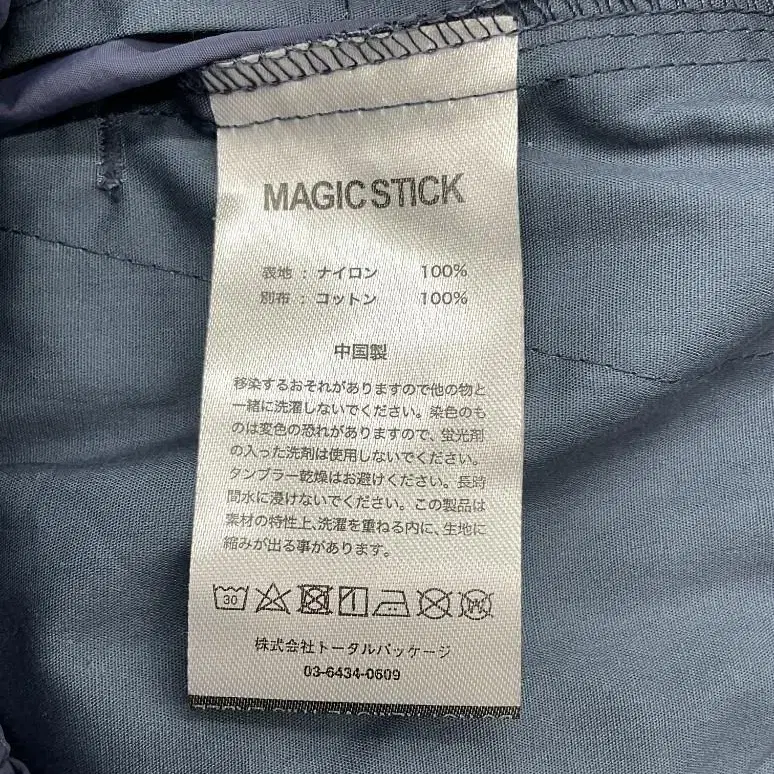 MAGIC STICK
表地 : ナイロン 100%
別布 : コットン 100%
中国製
移染するおそれがありますので他の物と
一緒に洗濯しないでください。染色のも
のは変色の恐れがありますので、蛍光剤
の入った洗剤は使用しないでください。
タンブラー乾燥はお避けください。長時
間水に浸けないでください。この製品は
素材の特性上、洗濯を重ねる内に、生地に
縮みが出る事があります。
30 W
株式会社トータルパッケージ
03-6434-0609